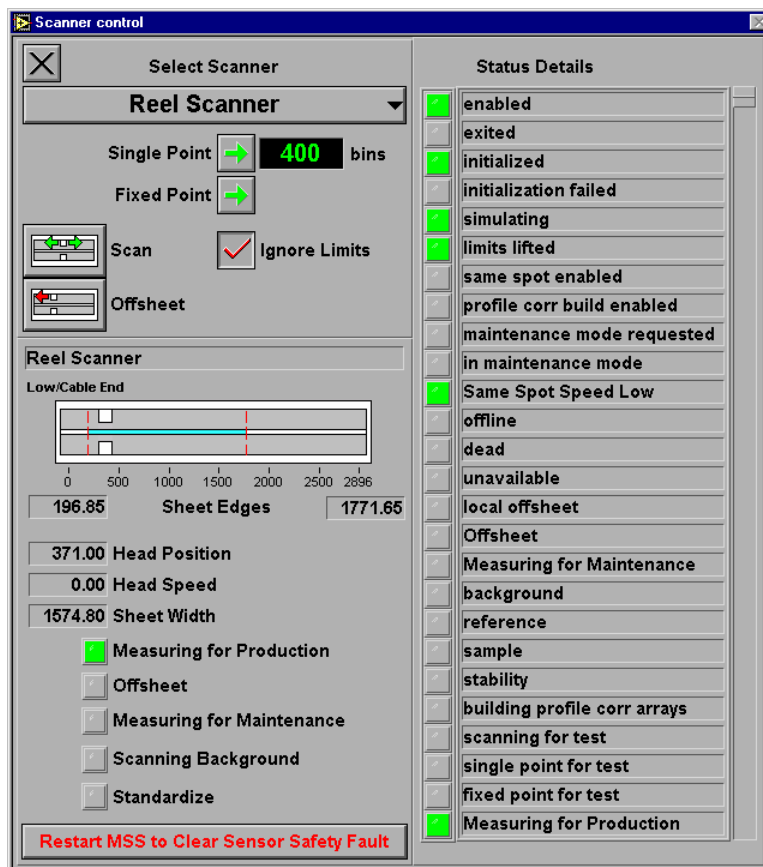 Scanner control
Select Scanner
Reel Scanner
Single Point 400 bins
Fixed Point
Scan Ignore Limits
Offsheet
Reel Scanner
Low/Cable End
0 500 1000 1500 2000 2500 2896
196.85 Sheet Edges 1771.65
371.00 Head Position
0.00 Head Speed
1574.80 Sheet Width
Measuring for Production
Offsheet
Measuring for Maintenance
Scanning Background
Standardize
Restart MSS to Clear Sensor Safety Fault
Status Details
enabled
exited
initialized
initialization failed
simulating
limits lifted
same spot enabled
profile corr build enabled
maintenance mode requested
in maintenance mode
Same Spot Speed Low
offline
dead
unavailable
local offsheet
Offsheet
Measuring for Maintenance
background
reference
sample
stability
building profile corr arrays
scanning for test
single point for test
fixed point for test
Measuring for Production